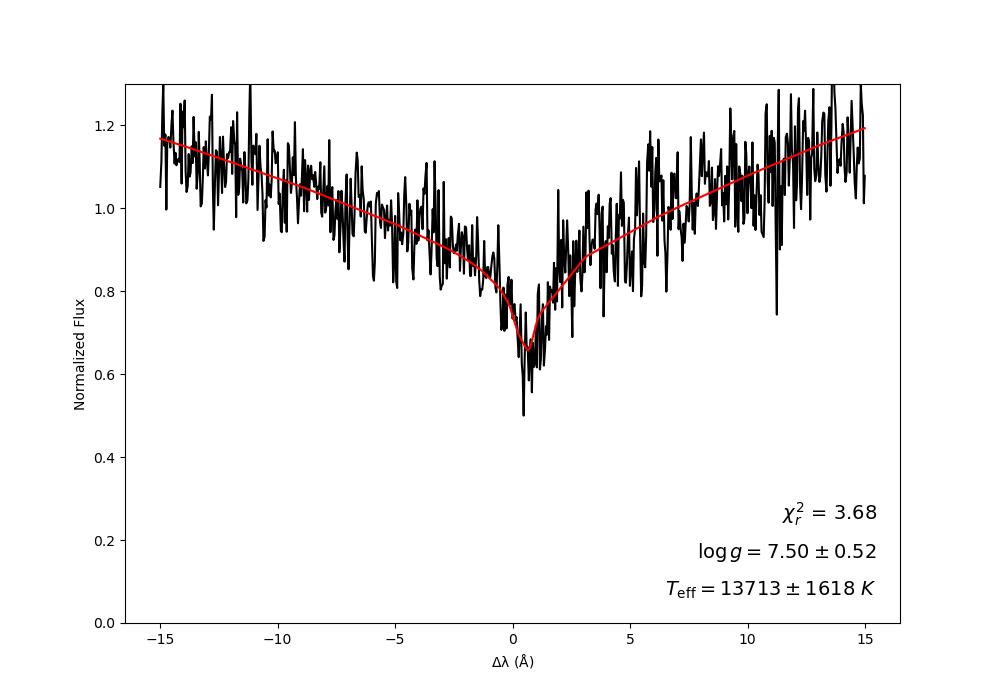 1.2
1.0
0.8
0.6
0.4
0.2
0.0
Normalized Flux
χ²ᵣ = 3.68
log g = 7.50 ± 0.52
T_eff = 13713 ± 1618 K
−15 −10 −5 0 5 10 15
Δλ (Å)